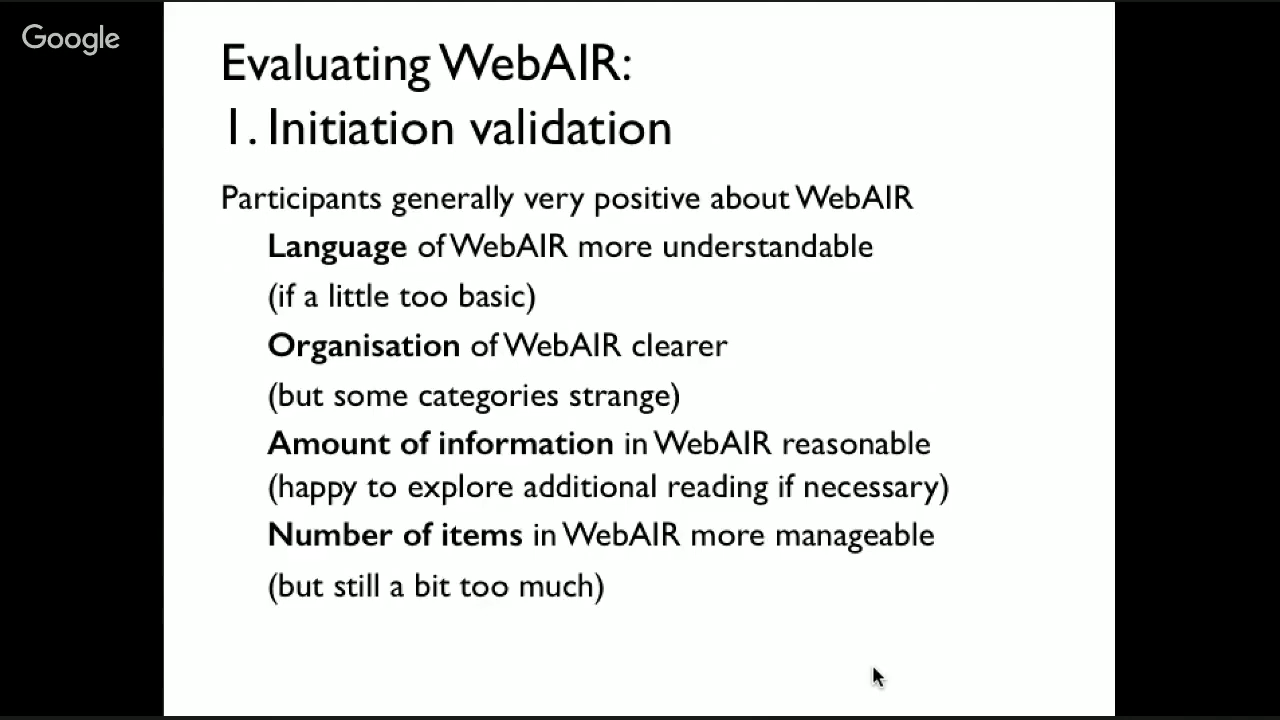 Google
Evaluating WebAIR:
1. Initiation validation
Participants generally very positive about WebAIR
Language of WebAIR more understandable
(if a little too basic)
Organisation of WebAIR clearer
(but some categories strange)
Amount of information in WebAIR reasonable
(happy to explore additional reading if necessary)
Number of items in WebAIR more manageable
(but still a bit too much)